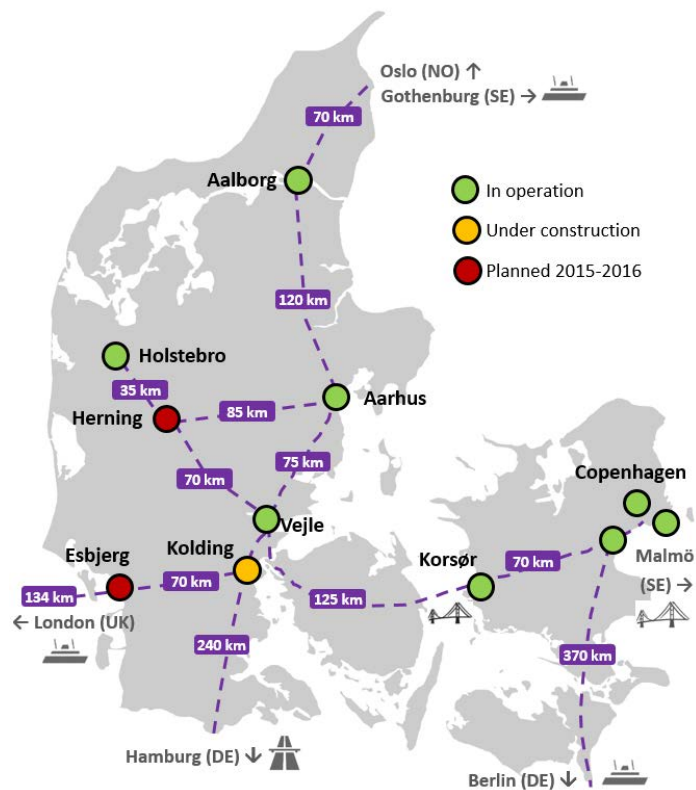 Oslo (NO) ↑
Gothenburg (SE) →
70 km
Aalborg
In operation
Under construction
Planned 2015-2016
120 km
Holstebro
35 km
Aarhus
Herning
85 km
75 km
70 km
Copenhagen
Vejle
Esbjerg
Kolding
Korsør
70 km
Malmö
(SE) →
70 km
134 km
125 km
← London (UK)
240 km
370 km
Hamburg (DE) ↓
Berlin (DE) ↓